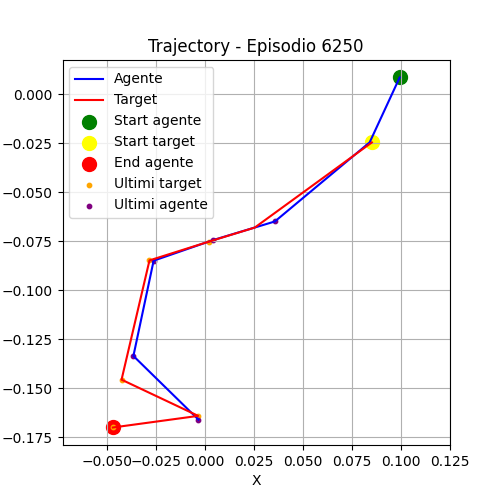 Trajectory - Episodio 6250
Agente
Target
Start agente
Start target
End agente
Ultimi target
Ultimi agente
0.000
−0.025
−0.050
−0.075
−0.100
−0.125
−0.150
−0.175
−0.050
−0.025
0.000
0.025
0.050
0.075
0.100
0.125
X